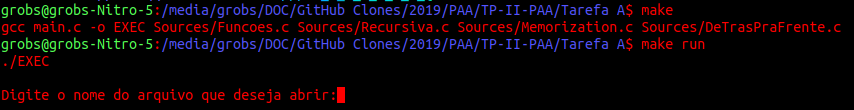 grobs@grobs-Nitro-5:/media/grobs/DOC/GitHub Clones/2019/PAA/TP-II-PAA/Tarefa A$ make
gcc main.c -o EXEC Sources/Funcoes.c Sources/Recursiva.c Sources/Memorization.c Sources/DeTrasPraFrente.c
grobs@grobs-Nitro-5:/media/grobs/DOC/GitHub Clones/2019/PAA/TP-II-PAA/Tarefa A$ make run
./EXEC
Digite o nome do arquivo que deseja abrir: